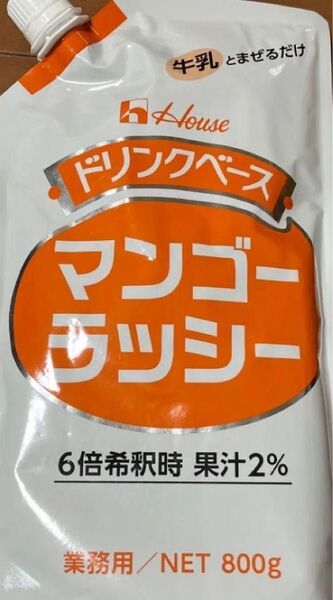 牛乳とまぜるだけ
House
ドリンクベース
マンゴー
ラッシー
6倍希釈時 果汁2%
業務用/NET 800g